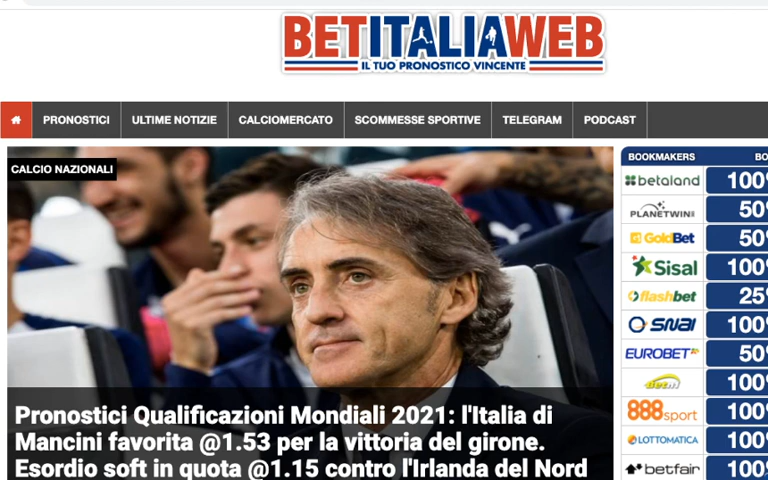 BETITALIAWEB
IL TUO PRONOSTICO VINCENTE
PRONOSTICI
ULTIME NOTIZIE
CALCIOMERCATO
SCOMMESSE SPORTIVE
TELEGRAM
PODCAST
CALCIO NAZIONALI
Pronostici Qualificazioni Mondiali 2021: l'Italia di
Mancini favorita @1.53 per la vittoria del girone.
Esordio soft in quota @1.15 contro l'Irlanda del Nord
BOOKMAKERS BO
betaland 100%
PLANETWIN 50%
GoldBet 50%
Sisal 100%
flashbet 25%
SNAI 100%
EUROBET 50%
100%
888sport 100%
LOTTOMATICA 100%
betfair 100%